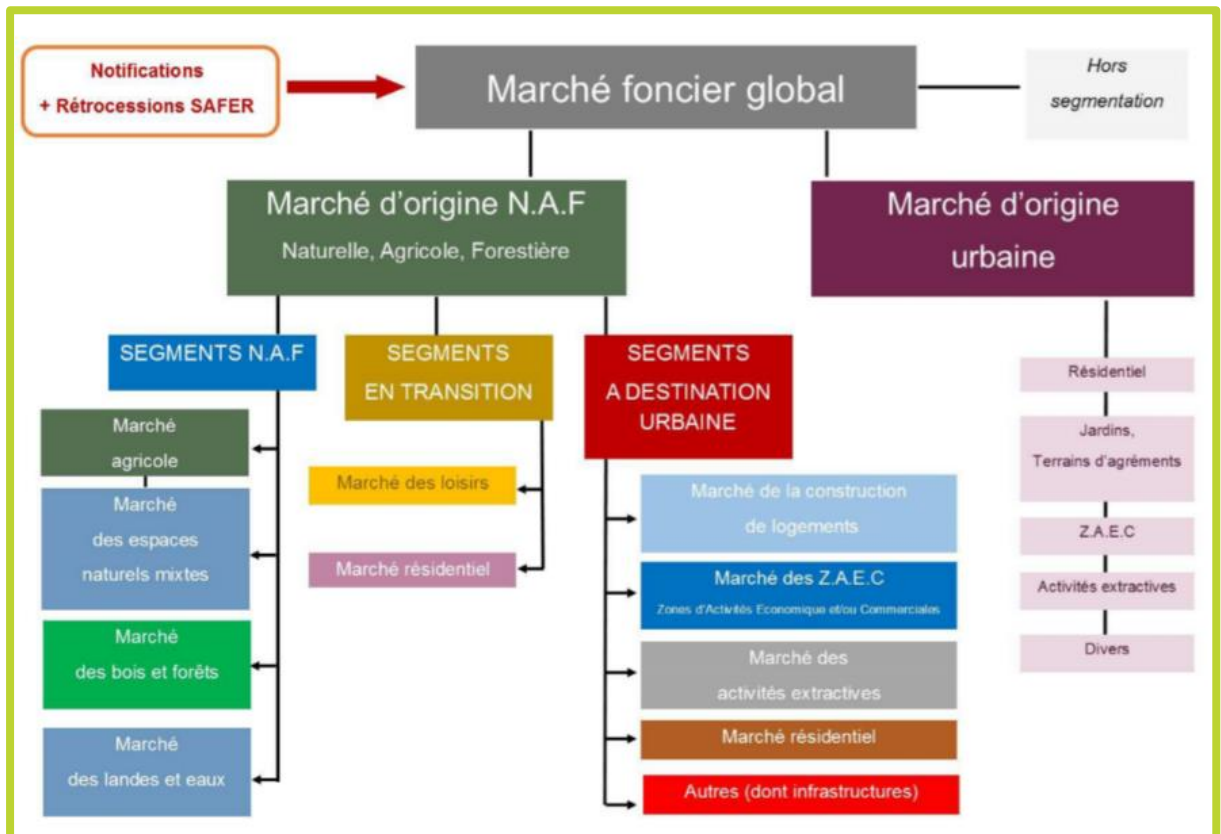 Notifications
+ Rétrocessions SAFER
Marché foncier global
Hors
segmentation
Marché d'origine N.A.F
Naturelle, Agricole, Forestière
Marché d'origine
urbaine
SEGMENTS N.A.F
Marché
agricole
Marché
des espaces
naturels mixtes
Marché
des bois et forêts
Marché
des landes et eaux
SEGMENTS
EN TRANSITION
Marché des loisirs
Marché résidentiel
SEGMENTS
A DESTINATION
URBAINE
Marché de la construction
de logements
Marché des Z.A.E.C
Zones d'Activités Economique et/ou Commerciales
Marché des
activités extractives
Marché résidentiel
Autres (dont infrastructures)
Résidentiel
Jardins,
Terrains d'agréments
Z.A.E.C
Activités extractives
Divers